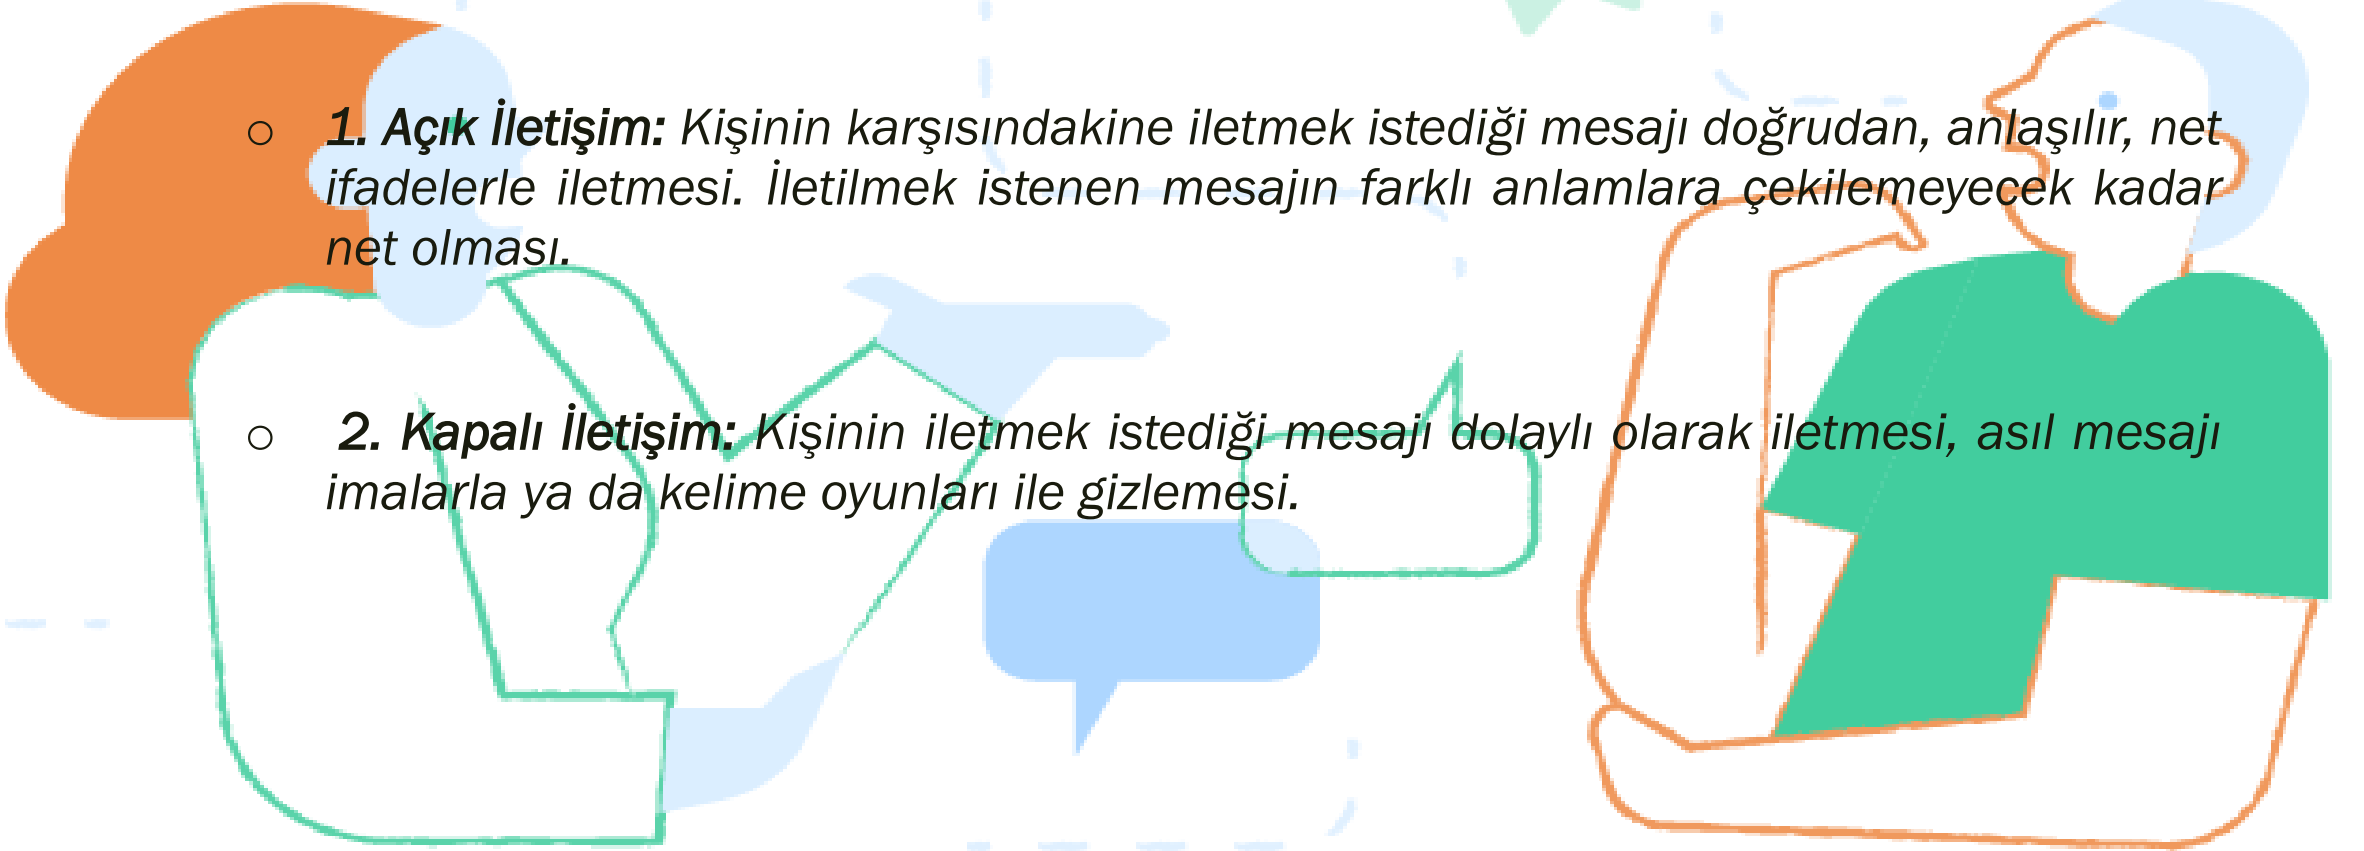 ○ 1. Açık İletişim: Kişinin karşısındakine iletmek istediği mesajı doğrudan, anlaşılır, net
ifadelerle iletmesi. İletilmek istenen mesajın farklı anlamlara çekilemeyecek kadar
net olması.
○ 2. Kapalı İletişim: Kişinin iletmek istediği mesajı dolaylı olarak iletmesi, asıl mesajı
imalarla ya da kelime oyunları ile gizlemesi.